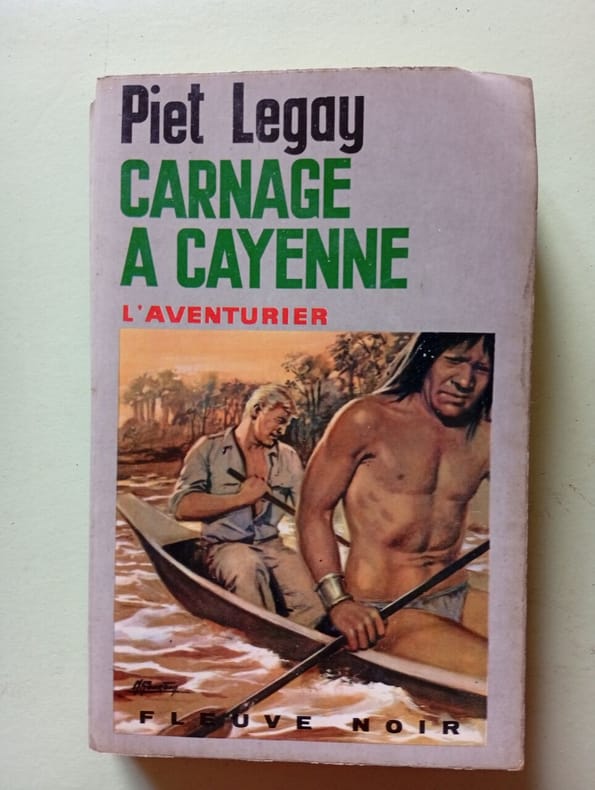 Piet Legay
CARNAGE
A CAYENNE
L'AVENTURIER
FLEUVE NOIR